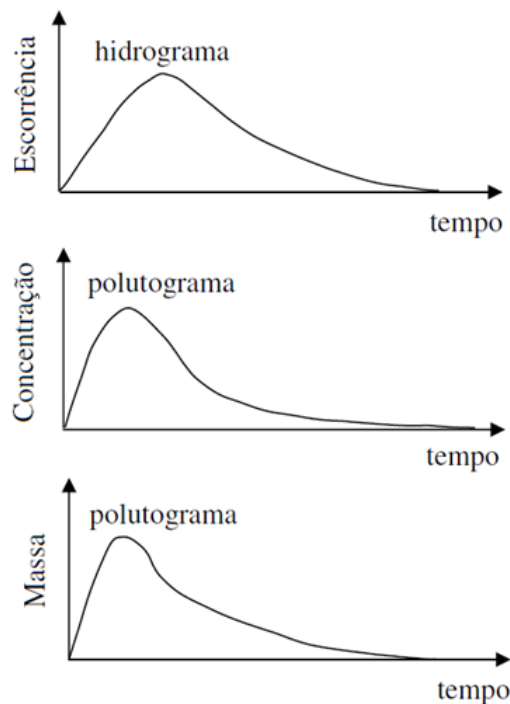 hidrograma
Escorrência
tempo
polutograma
Concentração
tempo
polutograma
Massa
tempo